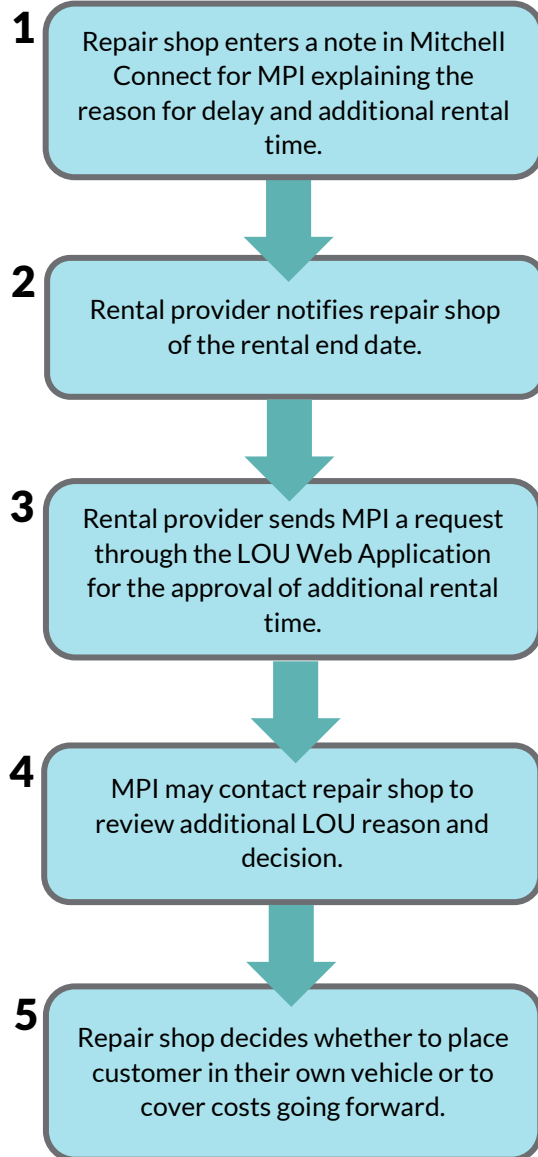 1
Repair shop enters a note in Mitchell
Connect for MPI explaining the
reason for delay and additional rental
time.
2
Rental provider notifies repair shop
of the rental end date.
3
Rental provider sends MPI a request
through the LOU Web Application
for the approval of additional rental
time.
4
MPI may contact repair shop to
review additional LOU reason and
decision.
5
Repair shop decides whether to place
customer in their own vehicle or to
cover costs going forward.